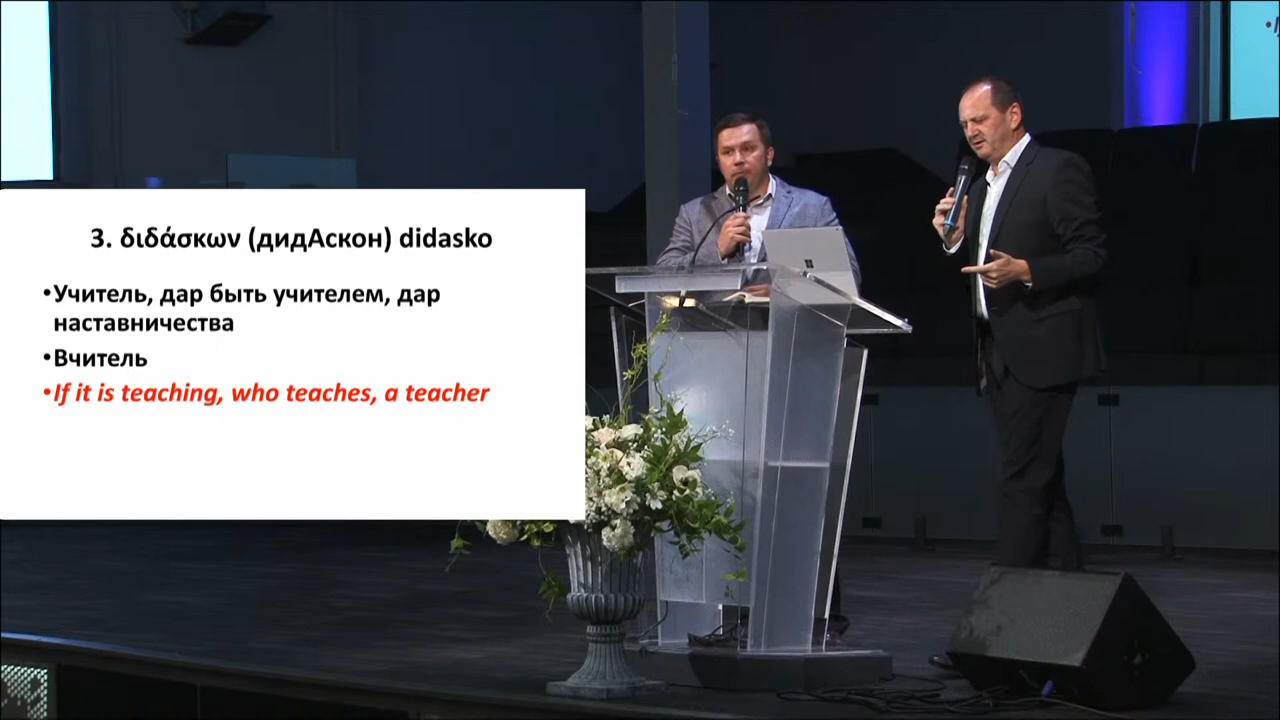 3. διδάσκων (дидАскон) didasko
•Учитель, дар быть учителем, дар
наставничества
•Вчитель
•If it is teaching, who teaches, a teacher